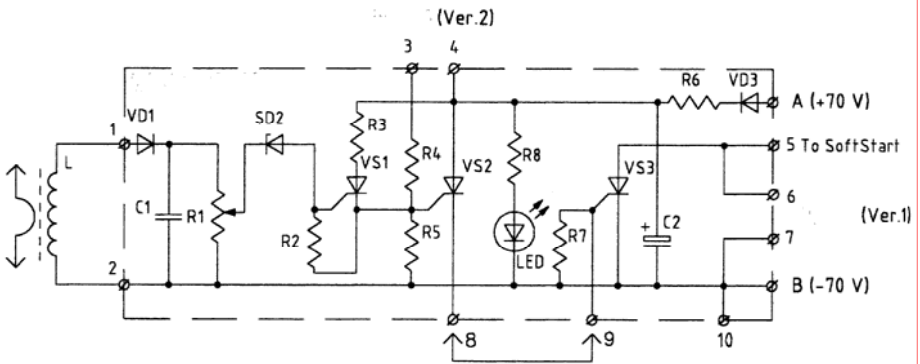 (Ver.2)
3 4
R6 VD3
A (+70 V)
VD1
SD2
R3
1
R4
R8
5 To SoftStart
L
VS1
VS2
VS3
C1
R1
6
+
C2
(Ver.1)
R2
R5
R7
7
LED
2
B (-70 V)
8
9
10